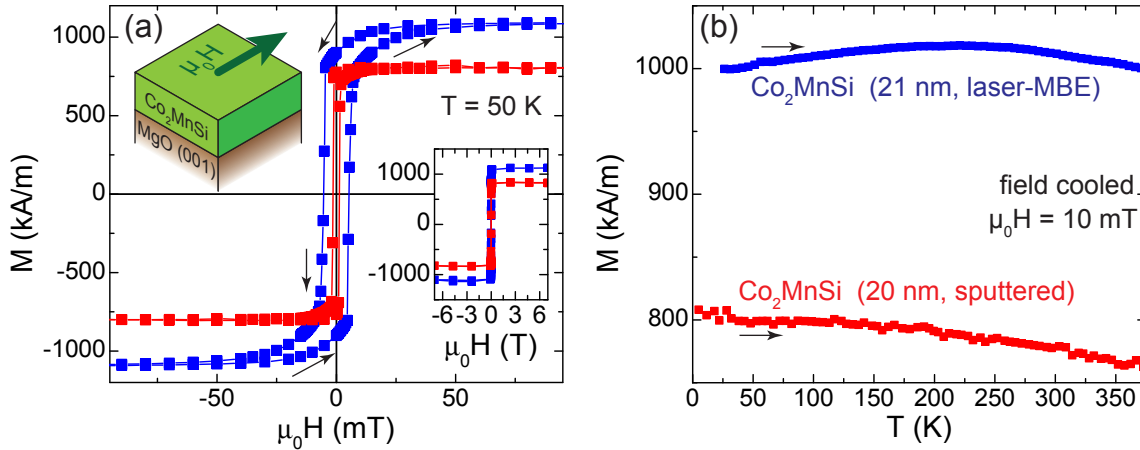 (a)
μ₀H
Co₂MnSi
MgO (001)
T = 50 K
M (kA/m)
1000
500
0
-500
-1000
-50
0
50
μ₀H (mT)
1000
0
-1000
-6
-3
0
3
6
μ₀H (T)
(b)
Co₂MnSi (21 nm, laser-MBE)
field cooled
μ₀H = 10 mT
Co₂MnSi (20 nm, sputtered)
M (kA/m)
1000
900
800
0
50
100
150
200
250
300
350
T (K)